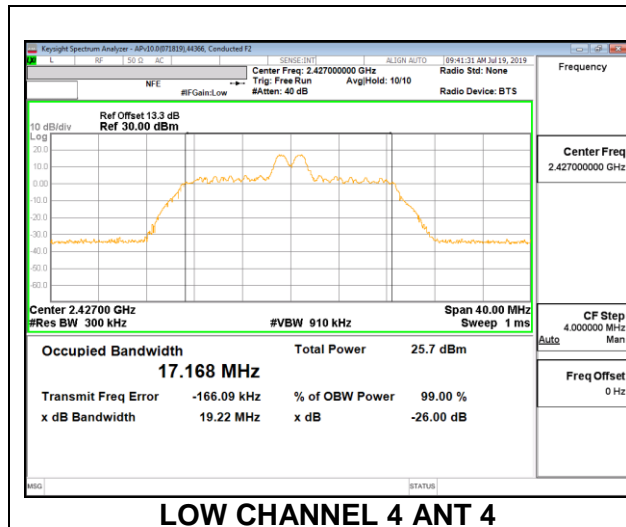 Keysight Spectrum Analyzer - APv10.0(071819),44366, Conducted F2
L RF 50 Ω AC SENSE:INT ALIGN AUTO 09:41:31 AM Jul 19, 2019
Center Freq: 2.427000000 GHz Radio Std: None
NFE Trig: Free Run Avg|Hold: 10/10
#IFGain:Low #Atten: 40 dB Radio Device: BTS
Frequency
Ref Offset 13.3 dB
10 dB/div Ref 30.00 dBm
Log
20.0
10.0
0.00
-10.0
-20.0
-30.0
-40.0
-50.0
-60.0
Center 2.42700 GHz Span 40.00 MHz
#Res BW 300 kHz #VBW 910 kHz Sweep 1 ms
Occupied Bandwidth Total Power 25.7 dBm
17.168 MHz
Transmit Freq Error -166.09 kHz % of OBW Power 99.00 %
x dB Bandwidth 19.22 MHz x dB -26.00 dB
Center Freq
2.427000000 GHz
CF Step
4.000000 MHz
Auto Man
Freq Offset
0 Hz
MSG STATUS
LOW CHANNEL 4 ANT 4